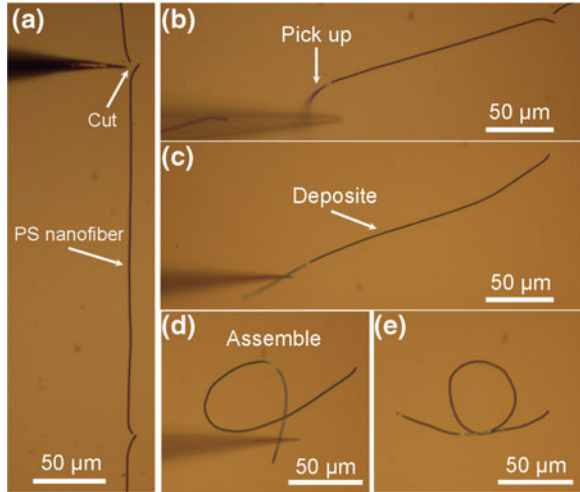 (a)
Cut
PS nanofiber
50 µm
(b)
Pick up
50 µm
(c)
Deposite
50 µm
(d)
Assemble
50 µm
(e)
50 µm